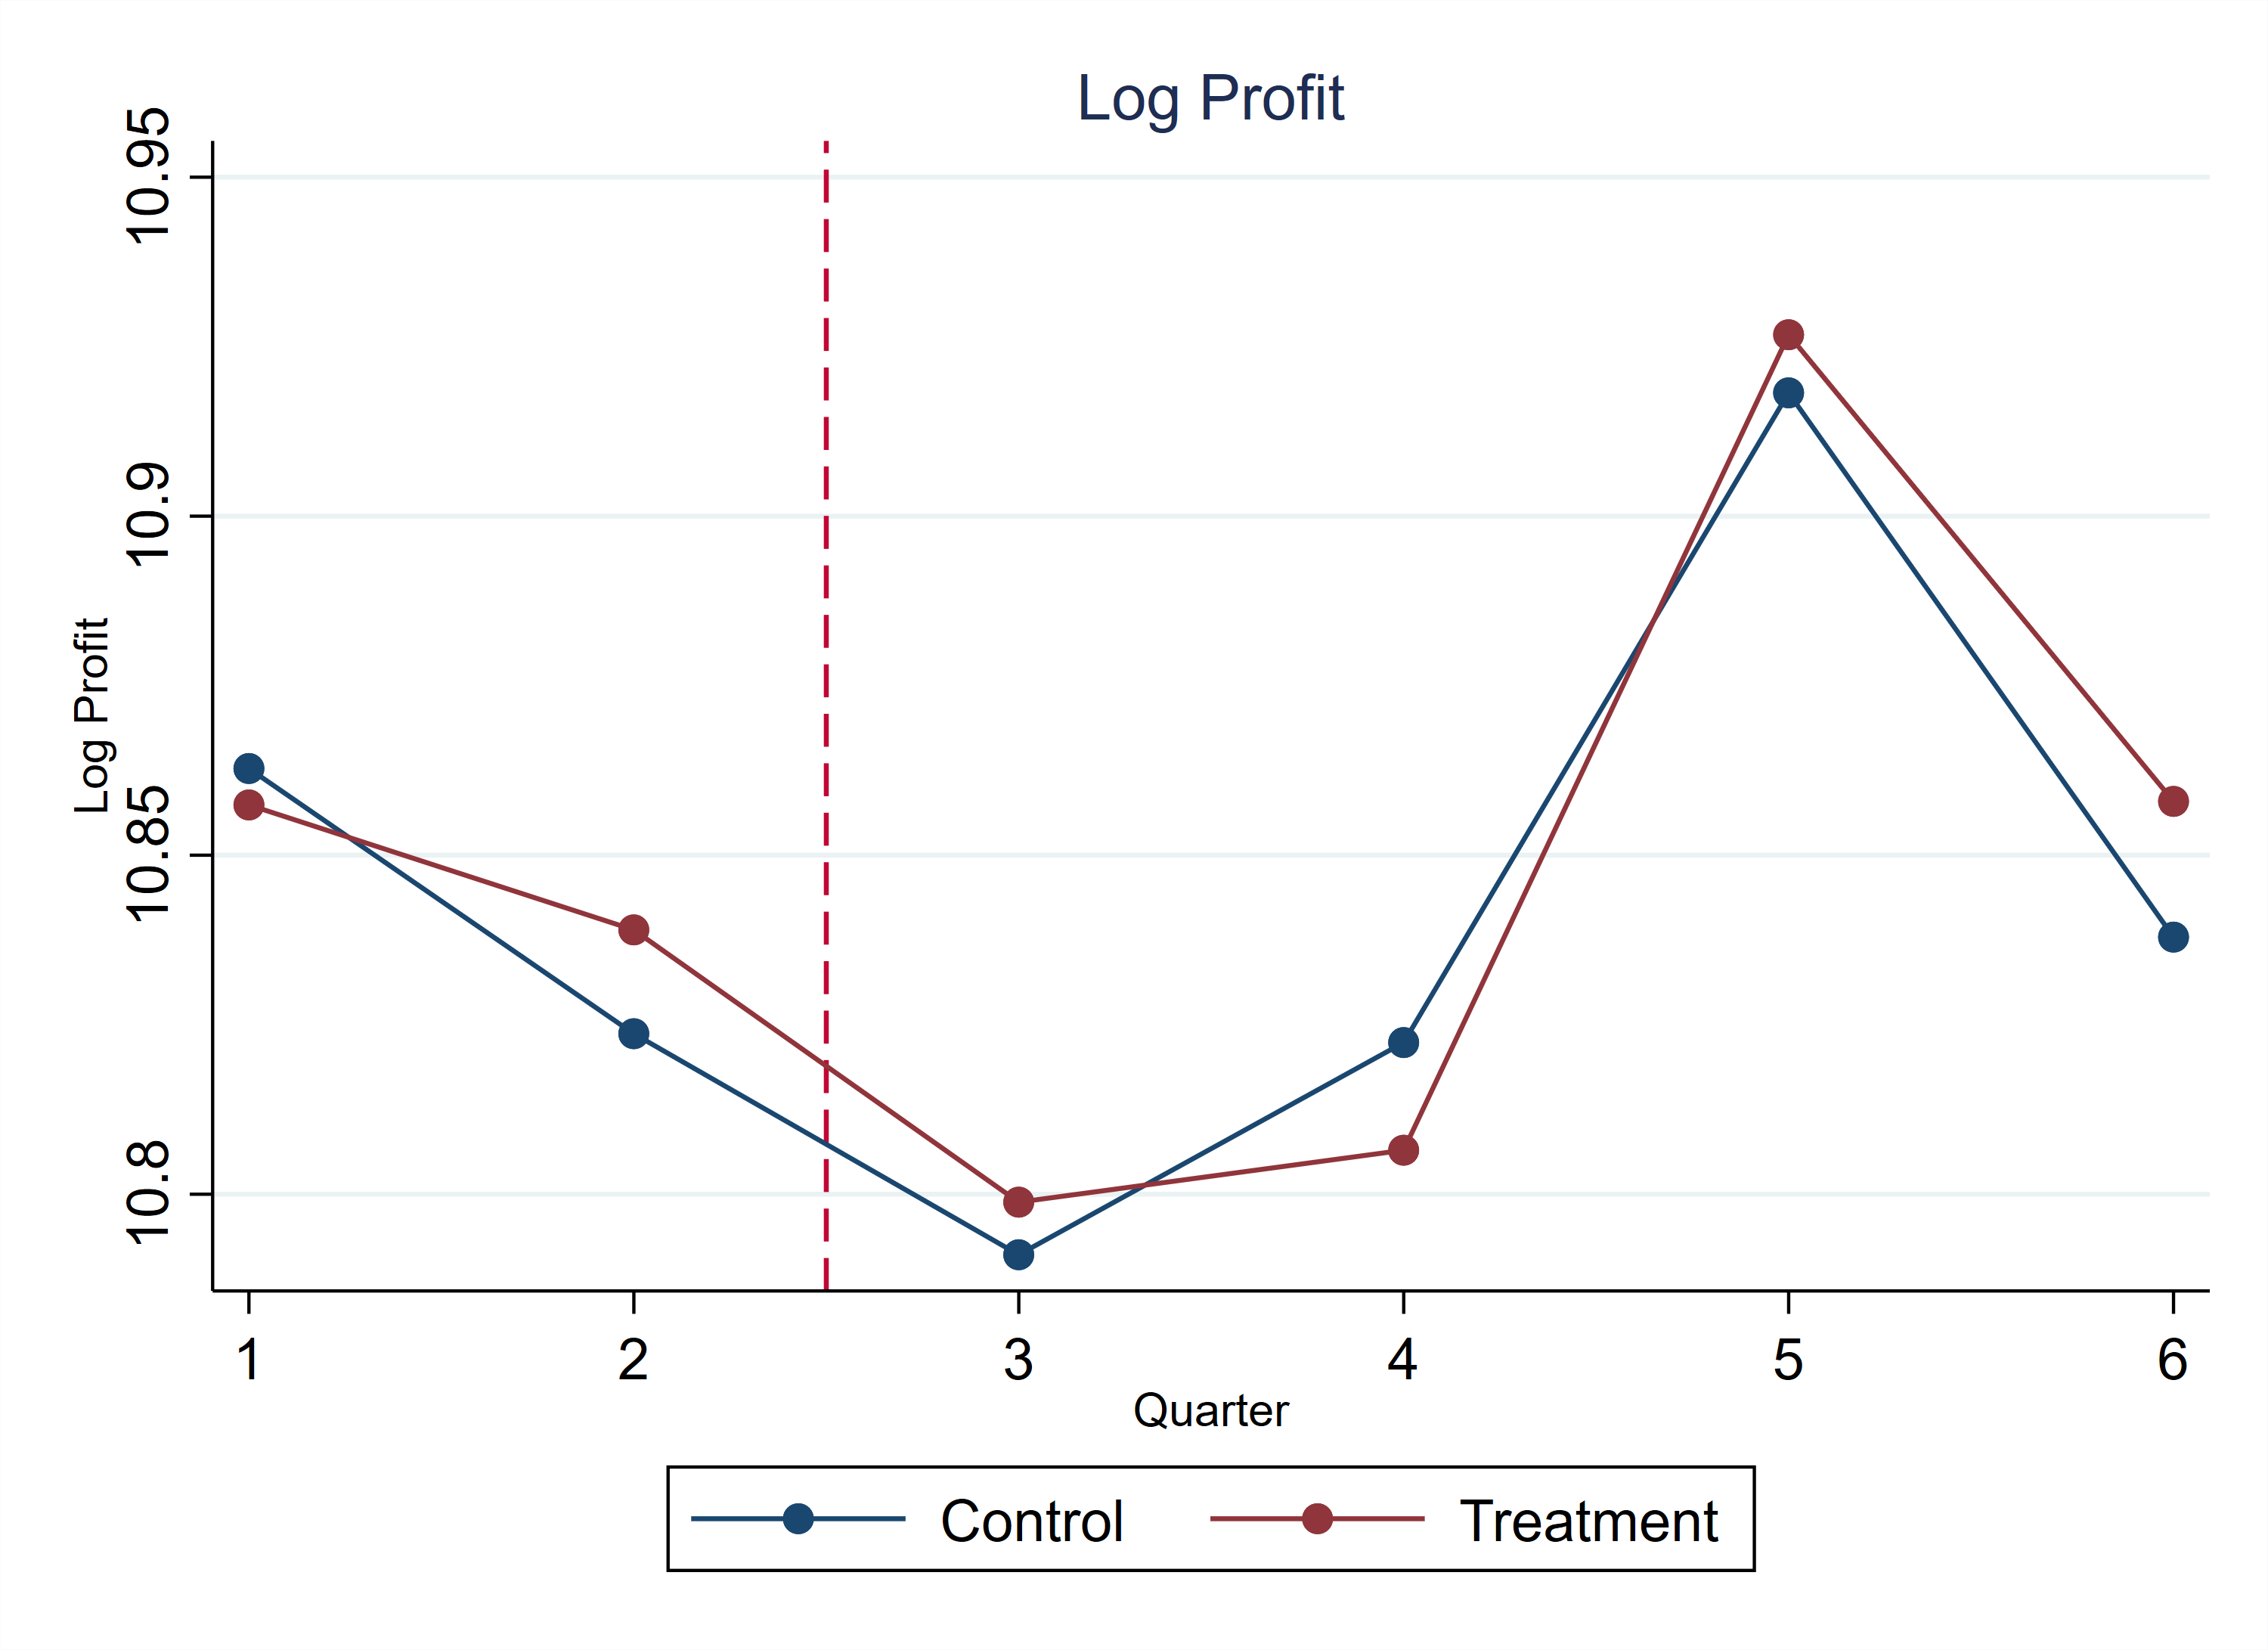 Log Profit
Log Profit
10.95
10.9
10.85
10.8
1 2 3 4 5 6
Quarter
Control Treatment